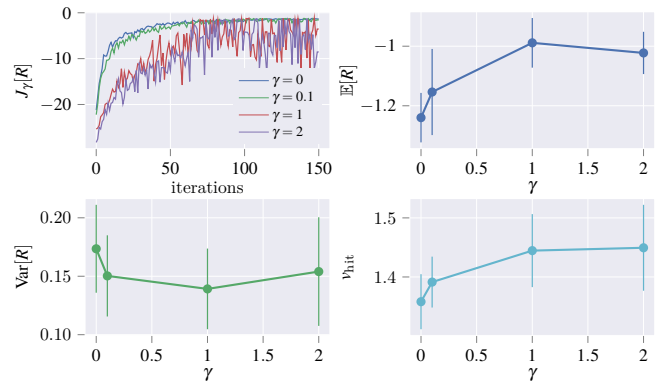 0
−10
−20
J_γ[R]
γ = 0
γ = 0.1
γ = 1
γ = 2
0 50 100 150
iterations
−1
−1.2
𝔼[R]
0 0.5 1 1.5 2
γ
0.20
0.15
0.10
Var[R]
0 0.5 1 1.5 2
γ
1.5
1.4
v_hit
0 0.5 1 1.5 2
γ